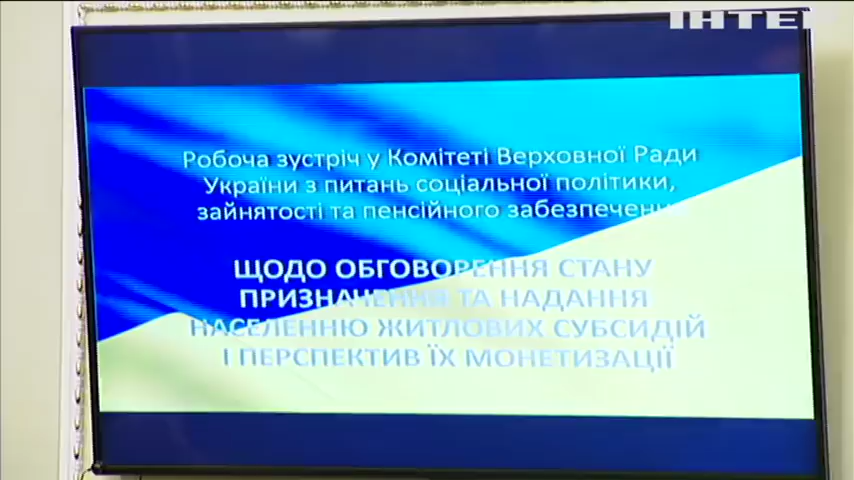 ІНТЕР
Робоча зустріч у Комітеті Верховної Ради
України з питань соціальної політики,
зайнятості та пенсійного забезпечення
ЩОДО ОБГОВОРЕННЯ СТАНУ
ПРИЗНАЧЕННЯ ТА НАДАННЯ
НАСЕЛЕННЮ ЖИТЛОВИХ СУБСИДІЙ
І ПЕРСПЕКТИВ ЇХ МОНЕТИЗАЦІЇ